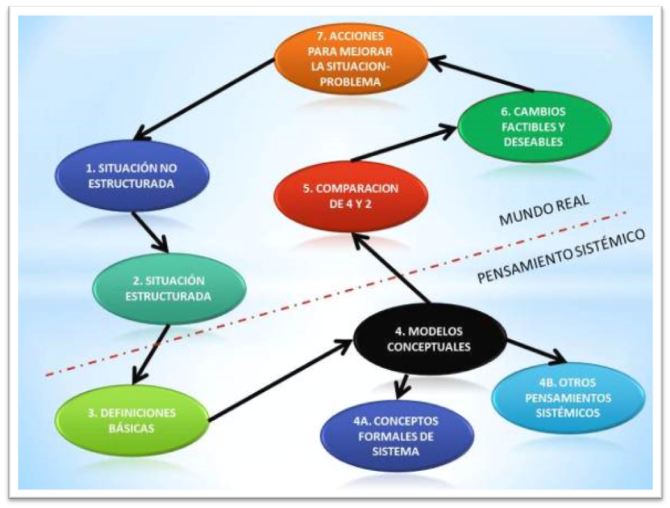 7. ACCIONES
PARA MEJORAR
LA SITUACION-
PROBLEMA
6. CAMBIOS
FACTIBLES Y
DESEABLES
1. SITUACIÓN NO
ESTRUCTURADA
5. COMPARACION
DE 4 Y 2
MUNDO REAL
PENSAMIENTO SISTÉMICO
2. SITUACIÓN
ESTRUCTURADA
4. MODELOS
CONCEPTUALES
3. DEFINICIONES
BÁSICAS
4A. CONCEPTOS
FORMALES DE
SISTEMA
4B. OTROS
PENSAMIENTOS
SISTÉMICOS